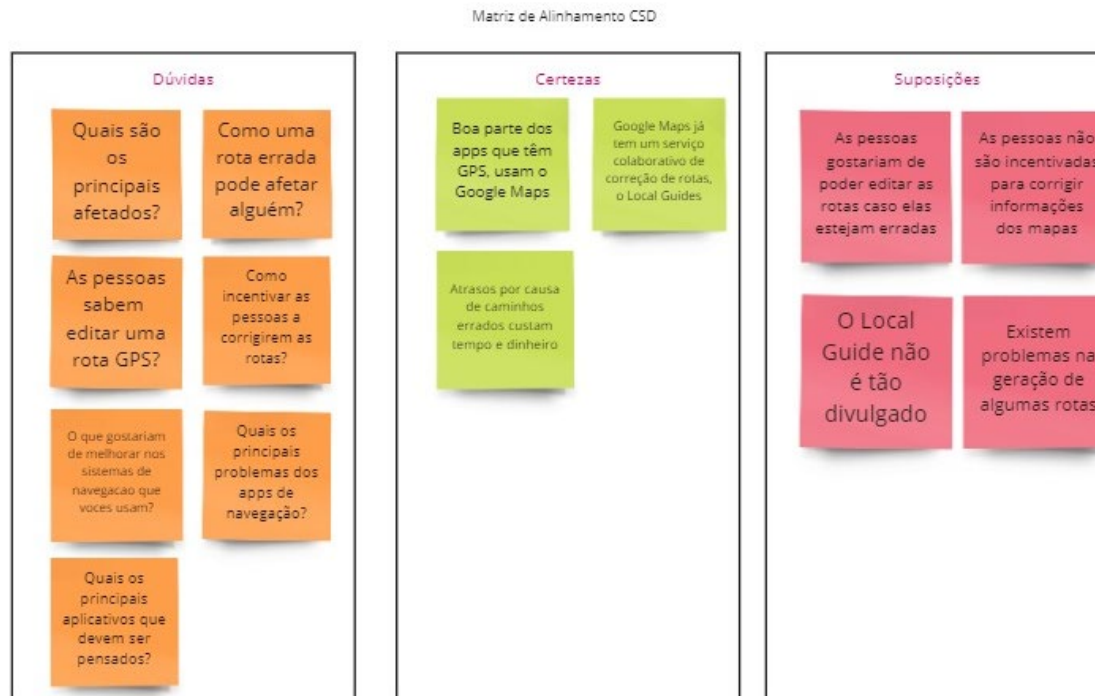 Matriz de Alinhamento CSD
Dúvidas
Quais são
os
principais
afetados?
Como uma
rota errada
pode afetar
alguém?
As pessoas
sabem
editar uma
rota GPS?
Como
incentivar as
pessoas a
corrigirem as
rotas?
O que gostariam
de melhorar nos
sistemas de
navegacao que
voces usam?
Quais os
principais
problemas dos
apps de
navegação?
Quais os
principais
aplicativos que
devem ser
pensados?
Certezas
Boa parte dos
apps que têm
GPS, usam o
Google Maps
Google Maps já
tem um serviço
colaborativo de
correção de rotas,
o Local Guides
Atrasos por causa
de caminhos
errados custam
tempo e dinheiro
Suposições
As pessoas
gostariam de
poder editar as
rotas caso elas
estejam erradas
As pessoas não
são incentivadas
para corrigir
informações
dos mapas
O Local
Guide não
é tão
divulgado
Existem
problemas na
geração de
algumas rotas